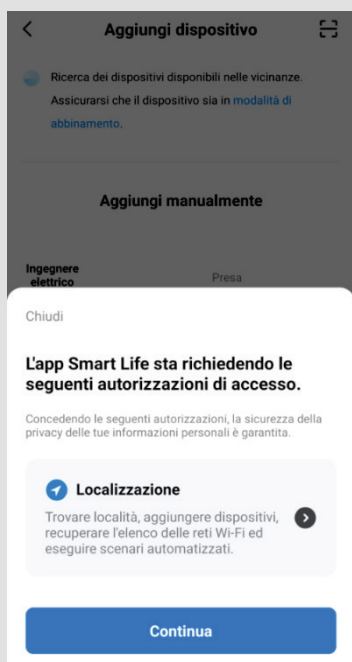 Aggiungi dispositivo
Ricerca dei dispositivi disponibili nelle vicinanze.
Assicurarsi che il dispositivo sia in modalità di
abbinamento.
Aggiungi manualmente
Ingegnere
elettrico
Presa
Chiudi
L'app Smart Life sta richiedendo le
seguenti autorizzazioni di accesso.
Concedendo le seguenti autorizzazioni, la sicurezza della
privacy delle tue informazioni personali è garantita.
Localizzazione
Trovare località, aggiungere dispositivi,
recuperare l'elenco delle reti Wi-Fi ed
eseguire scenari automatizzati.
Continua